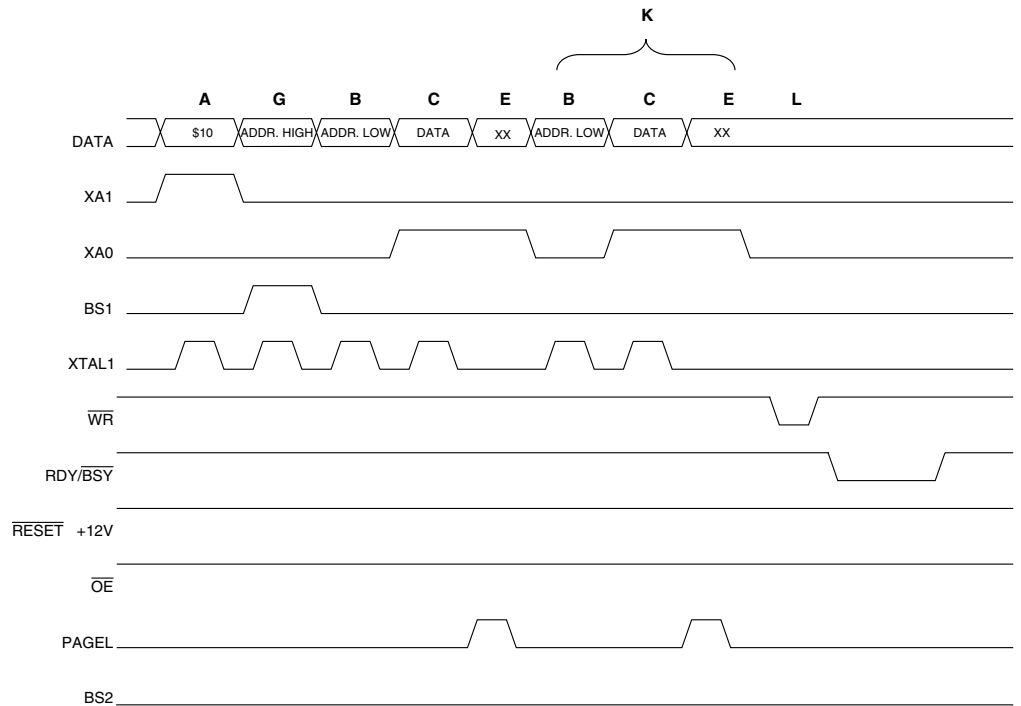 K
A G B C E B C E L
DATA $10 ADDR. HIGH ADDR. LOW DATA XX ADDR. LOW DATA XX
XA1
XA0
BS1
XTAL1
WR
RDY/BSY
RESET +12V
OE
PAGEL
BS2